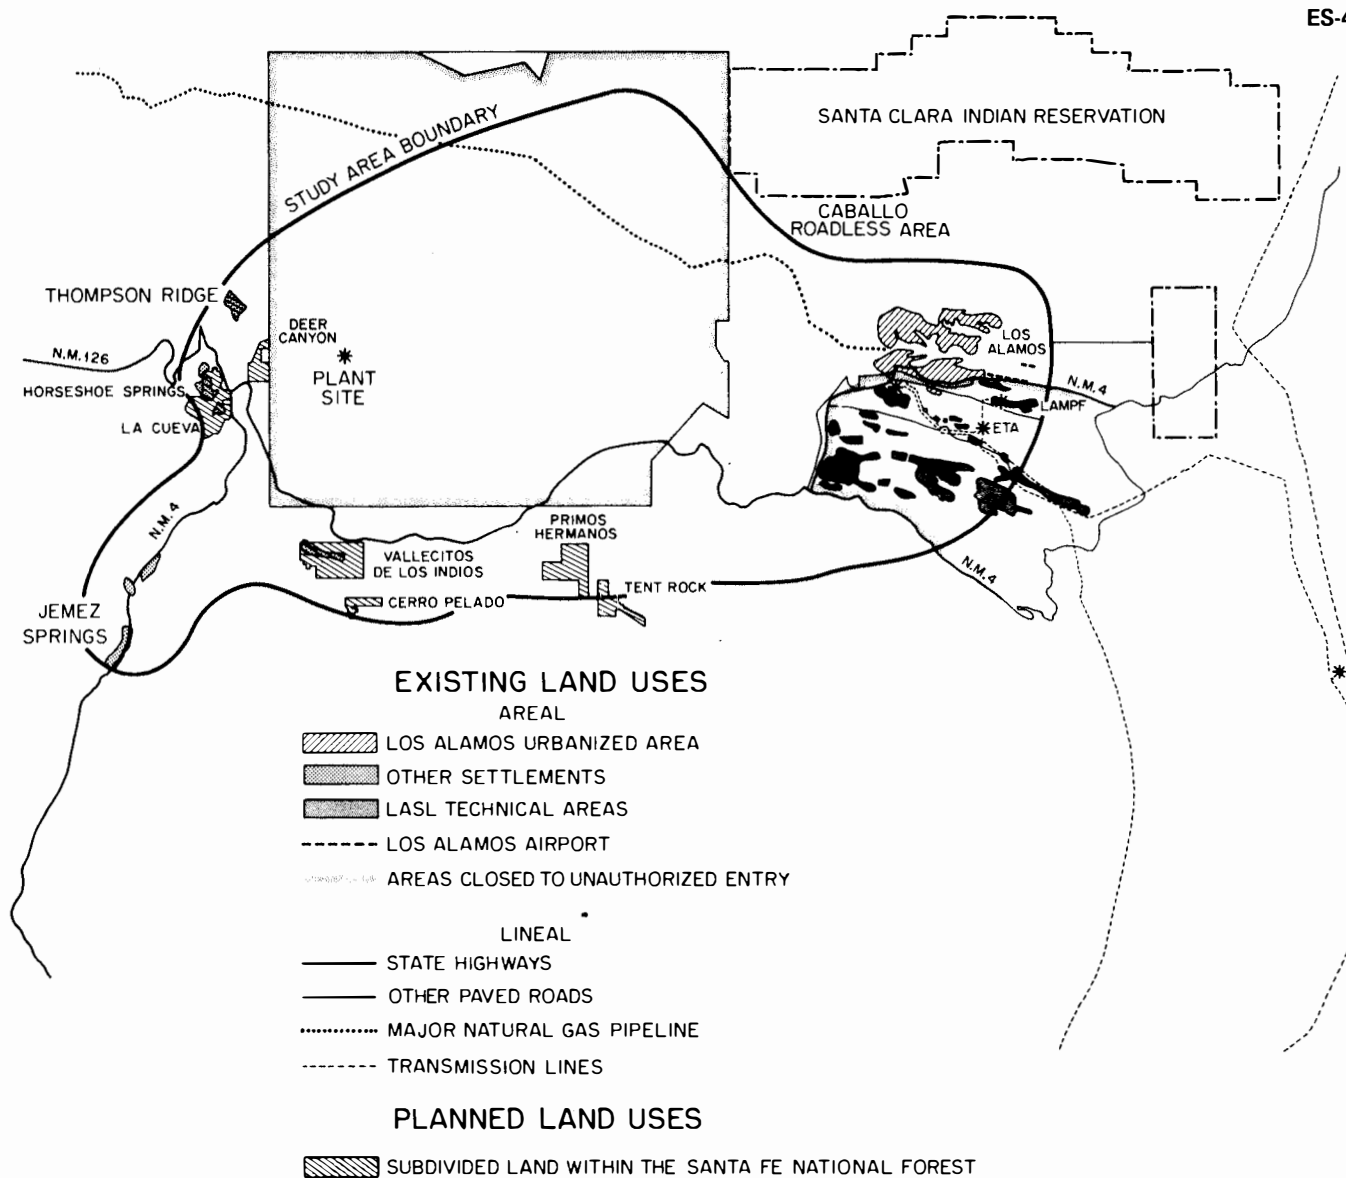 ES-4
SANTA CLARA INDIAN RESERVATION
STUDY AREA BOUNDARY
CABALLO
ROADLESS AREA
THOMPSON RIDGE
DEER
CANYON
LOS
ALAMOS
N.M.126
PLANT
SITE
HORSESHOE SPRINGS
N.M.4
LAMPF
LA CUEVA
ETA
N.M.4
PRIMOS
HERMANOS
VALLECITOS
DE LOS INDIOS
N.M.4
TENT ROCK
CERRO PELADO
JEMEZ
SPRINGS
EXISTING LAND USES
AREAL
LOS ALAMOS URBANIZED AREA
OTHER SETTLEMENTS
LASL TECHNICAL AREAS
LOS ALAMOS AIRPORT
AREAS CLOSED TO UNAUTHORIZED ENTRY
LINEAL
STATE HIGHWAYS
OTHER PAVED ROADS
MAJOR NATURAL GAS PIPELINE
TRANSMISSION LINES
PLANNED LAND USES
SUBDIVIDED LAND WITHIN THE SANTA FE NATIONAL FOREST